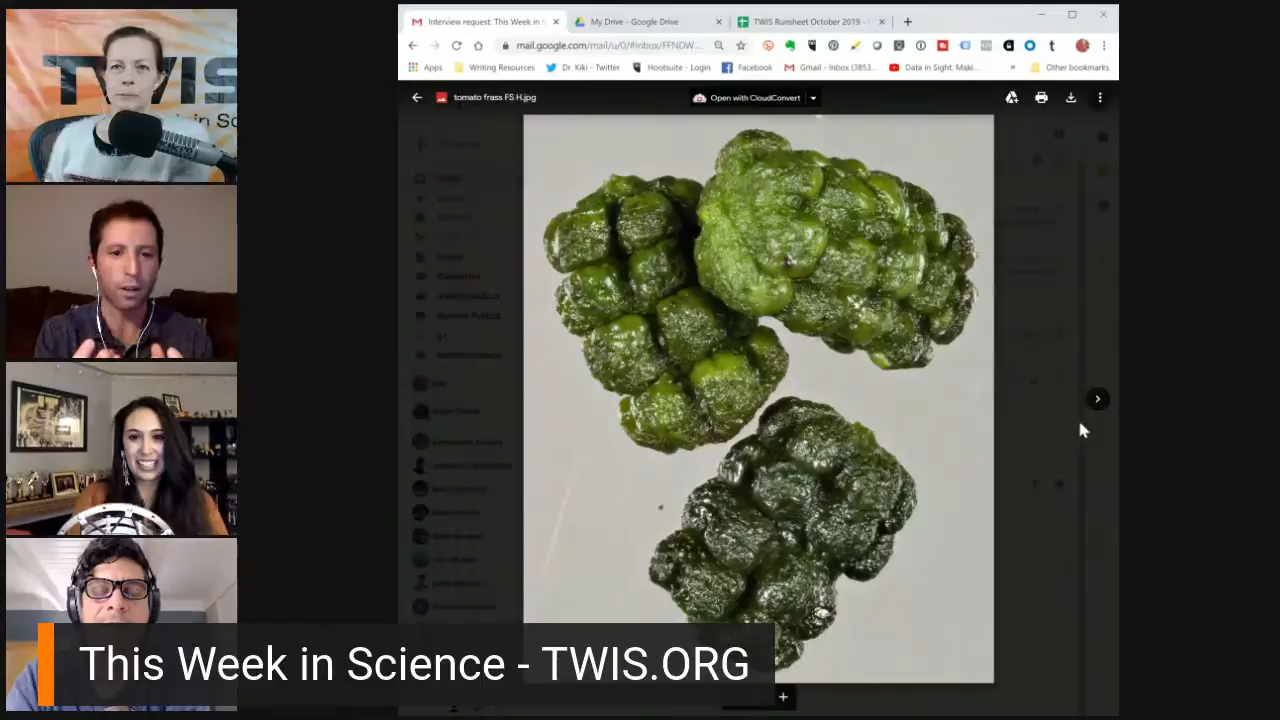 TWIS
k in Sc
Interview request: This Week in S
My Drive - Google Drive
TWIS Runsheet October 2019 -
mail.google.com/mail/u/0/#inbox/FFNDW...
Apps
Writing Resources
Dr. Kiki - Twitter
Hootsuite - Login
Facebook
Gmail - Inbox (3853...
Data in Sight: Maki...
»
Other bookmarks
tomato frass FS H.jpg
Open with CloudConvert
This Week in Science - TWIS.ORG